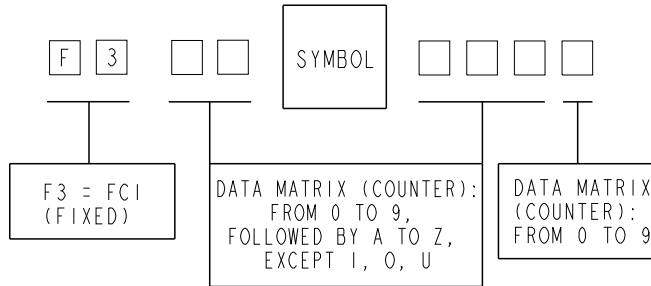 F 3 SYMBOL
F3 = FCI
(FIXED)
DATA MATRIX (COUNTER):
FROM 0 TO 9,
FOLLOWED BY A TO Z,
EXCEPT I, O, U
DATA MATRIX
(COUNTER):
FROM 0 TO 9